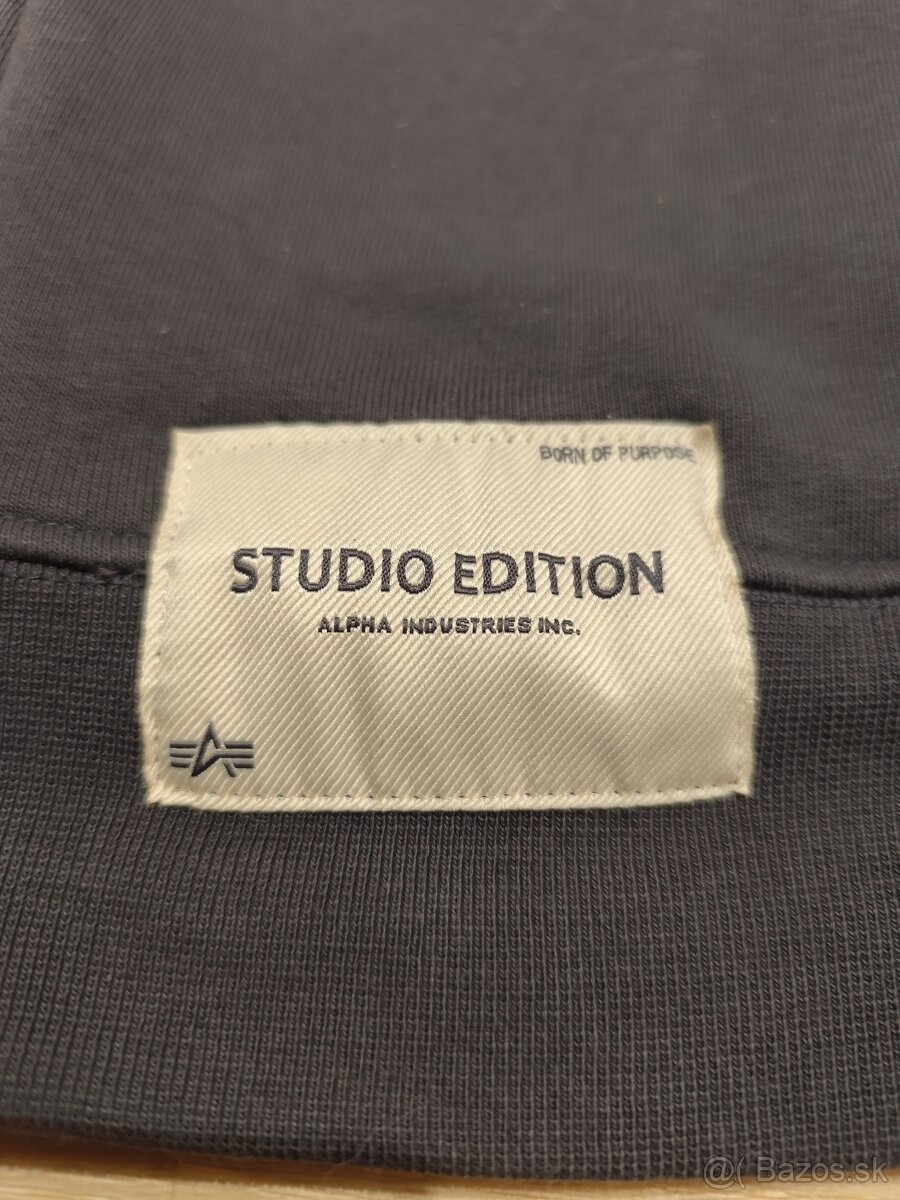 BORN OF PURPOSE
STUDIO EDITION
ALPHA INDUSTRIES INC.
@( Bazos.sk